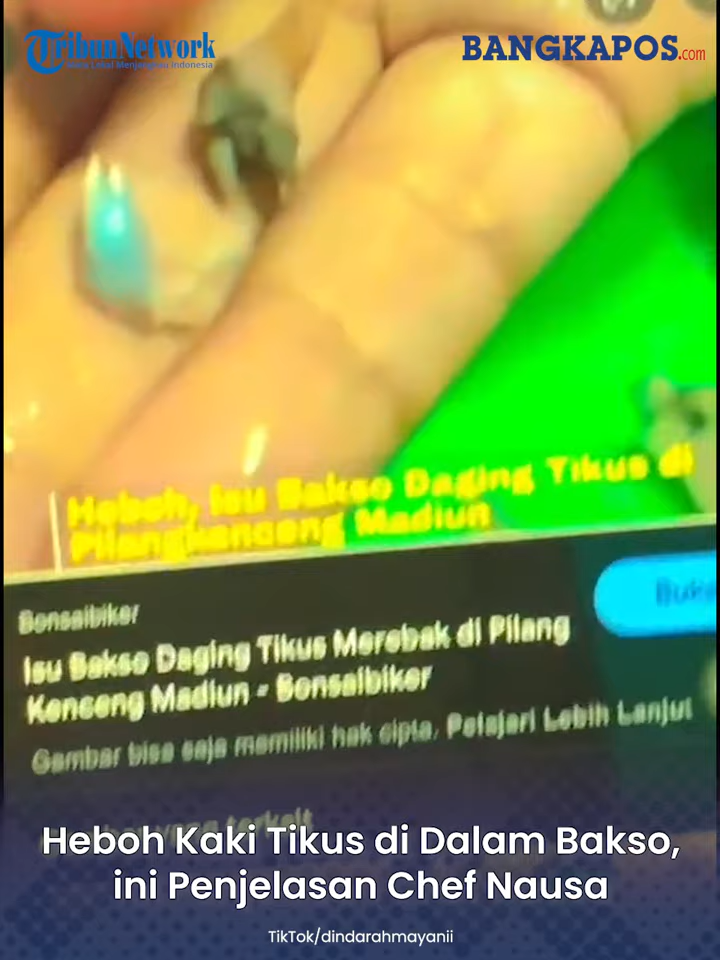 TribunNetwork
BANGKAPOS.com
Heboh, Isu Bakso Daging Tikus di
Pilangkenceng Madiun
Bonsaibiker
Isu Bakso Daging Tikus Merebak di Pilang
Kenceng Madiun - Bonsaibiker
Gambar bisa saja memiliki hak cipta. Pelajari Lebih Lanjut
Heboh Kaki Tikus di Dalam Bakso,
ini Penjelasan Chef Nausa
TikTok/dindarahmayanii